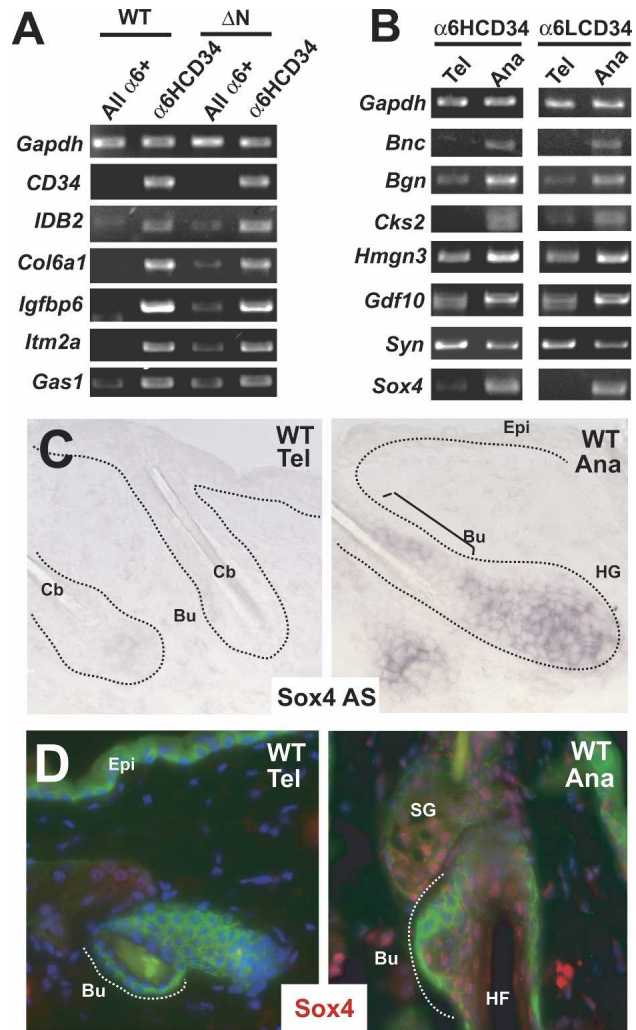 A
WT
ΔN
All α6+
α6HCD34
All α6+
α6HCD34
Gapdh
CD34
IDB2
Col6a1
Igfbp6
Itm2a
Gas1
B
α6HCD34
α6LCD34
Tel
Ana
Tel
Ana
Gapdh
Bnc
Bgn
Cks2
Hmgn3
Gdf10
Syn
Sox4
C
WT
Tel
Cb
Cb
Bu
WT
Ana
Epi
Bu
HG
Sox4 AS
D
WT
Tel
Epi
Bu
WT
Ana
SG
Bu
HF
Sox4